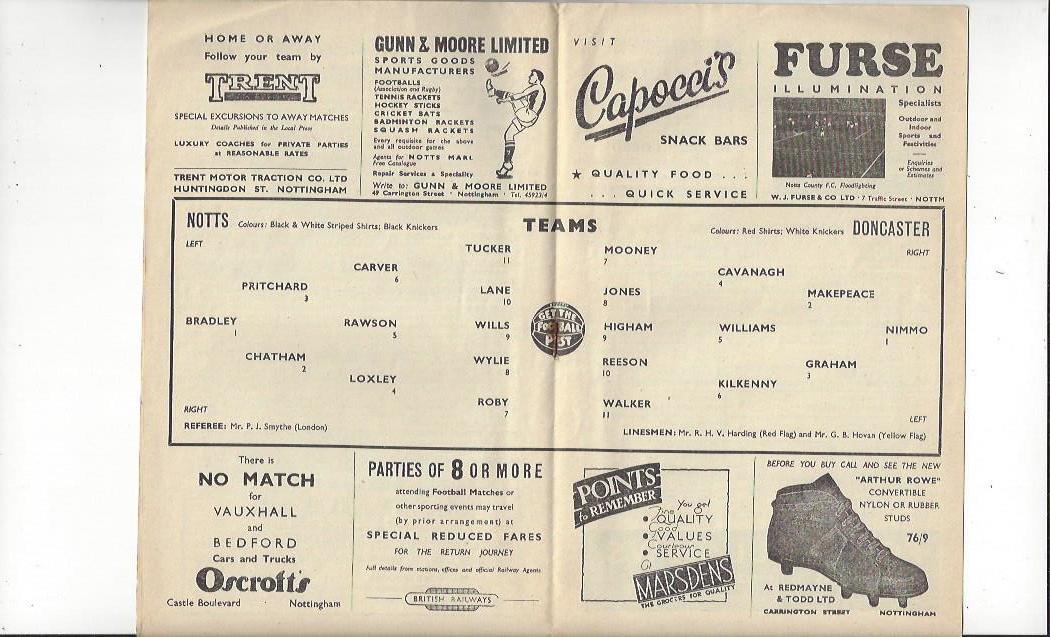 HOME OR AWAY
Follow your team by
TRENT
SPECIAL EXCURSIONS TO AWAY MATCHES
Details Published in the Local Press
LUXURY COACHES for PRIVATE PARTIES
at REASONABLE RATES
TRENT MOTOR TRACTION CO. LTD
HUNTINGDON ST. NOTTINGHAM
GUNN & MOORE LIMITED
SPORTS GOODS
MANUFACTURERS
FOOTBALLS
(Association and Rugby)
TENNIS RACKETS
HOCKEY STICKS
CRICKET BATS
BADMINTON RACKETS
SQUASH RACKETS
Every requisite for the above
and all outdoor games
Agents for NOTTS MARL
Free Catalogue
Repair Services a Speciality
Write to: GUNN & MOORE LIMITED
49 Carrington Street · Nottingham · Tel. 45923/4
VISIT
Capocci's
SNACK BARS
★ QUALITY FOOD . . .
. . . QUICK SERVICE
FURSE
ILLUMINATION
Specialists
Outdoor and
Indoor
Sports and
Festivities
Enquiries
or Schemes and
Estimates
Notts County F.C. Floodlighting
W. J. FURSE & CO LTD · 7 Traffic Street · NOTTM
TEAMS
NOTTS Colours: Black & White Striped Shirts; Black Knickers
Colours: Red Shirts; White Knickers DONCASTER
LEFT
RIGHT
TUCKER
11
MOONEY
7
CARVER
6
CAVANAGH
4
PRITCHARD
3
LANE
10
JONES
8
MAKEPEACE
2
BRADLEY
1
RAWSON
5
WILLS
9
GET THE
FOOTBALL
POST
HIGHAM
9
WILLIAMS
5
NIMMO
1
CHATHAM
2
WYLIE
8
REESON
10
GRAHAM
3
LOXLEY
4
KILKENNY
6
ROBY
7
WALKER
11
RIGHT
LEFT
REFEREE: Mr. P. J. Smythe (London)
LINESMEN: Mr. R. H. V. Harding (Red Flag) and Mr. G. B. Hovan (Yellow Flag)
There is
NO MATCH
for
VAUXHALL
and
BEDFORD
Cars and Trucks
Oscroft's
Castle Boulevard · Nottingham
PARTIES OF 8 OR MORE
attending Football Matches or
other sporting events may travel
(by prior arrangement) at
SPECIAL REDUCED FARES
FOR THE RETURN JOURNEY
Full details from stations, offices and official Railway Agents
BRITISH RAILWAYS
POINTS
to REMEMBER
You get
• Fine QUALITY
• Good VALUES
• Courteous SERVICE
at
MARSDENS
THE GROCERS FOR QUALITY
BEFORE YOU BUY CALL AND SEE THE NEW
"ARTHUR ROWE"
CONVERTIBLE
NYLON OR RUBBER
STUDS
76/9
At REDMAYNE
& TODD LTD
CARRINGTON STREET NOTTINGHAM